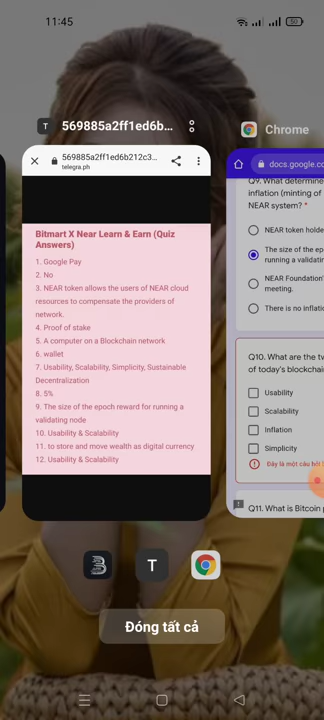 11:45
50
T
569885a2ff1ed6b...
Chrome
569885a2ff1ed6b212c3...
telegra.ph
docs.google.co
Bitmart X Near Learn & Earn (Quiz
Answers)
1. Google Pay
2. No
3. NEAR token allows the users of NEAR cloud
resources to compensate the providers of
network.
4. Proof of stake
5. A computer on a Blockchain network
6. wallet
7. Usability, Scalability, Simplicity, Sustainable
Decentralization
8. 5%
9. The size of the epoch reward for running a
validating node
10. Usability & Scalability
11. to store and move wealth as digital currency
12. Usability & Scalability
Q9. What determine
inflation (minting of
NEAR system? *
NEAR token holde
The size of the ep
running a validatin
NEAR Foundation'
meeting.
There is no inflatio
Q10. What are the tw
of today's blockchai
Usability
Scalability
Inflation
Simplicity
Đây là một câu hỏi
Q11. What is Bitcoin
T
Đóng tất cả